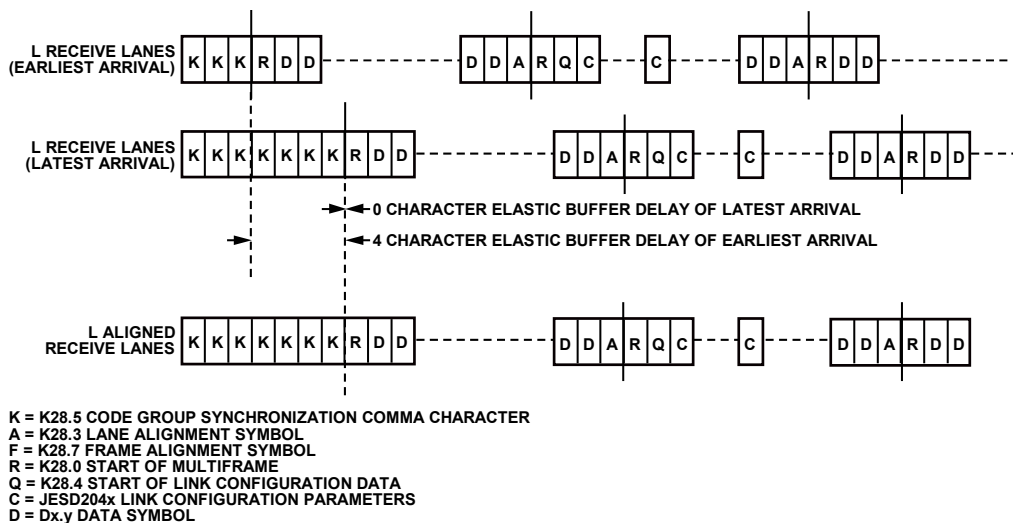 L RECEIVE LANES
(EARLIEST ARRIVAL)
K K K R D D
D D A R Q C
C
D D A R D D
L RECEIVE LANES
(LATEST ARRIVAL)
K K K K K K K R D D
D D A R Q C
C
D D A R D D
0 CHARACTER ELASTIC BUFFER DELAY OF LATEST ARRIVAL
4 CHARACTER ELASTIC BUFFER DELAY OF EARLIEST ARRIVAL
L ALIGNED
RECEIVE LANES
K K K K K K K R D D
D D A R Q C
C
D D A R D D
K = K28.5 CODE GROUP SYNCHRONIZATION COMMA CHARACTER
A = K28.3 LANE ALIGNMENT SYMBOL
F = K28.7 FRAME ALIGNMENT SYMBOL
R = K28.0 START OF MULTIFRAME
Q = K28.4 START OF LINK CONFIGURATION DATA
C = JESD204x LINK CONFIGURATION PARAMETERS
D = Dx.y DATA SYMBOL